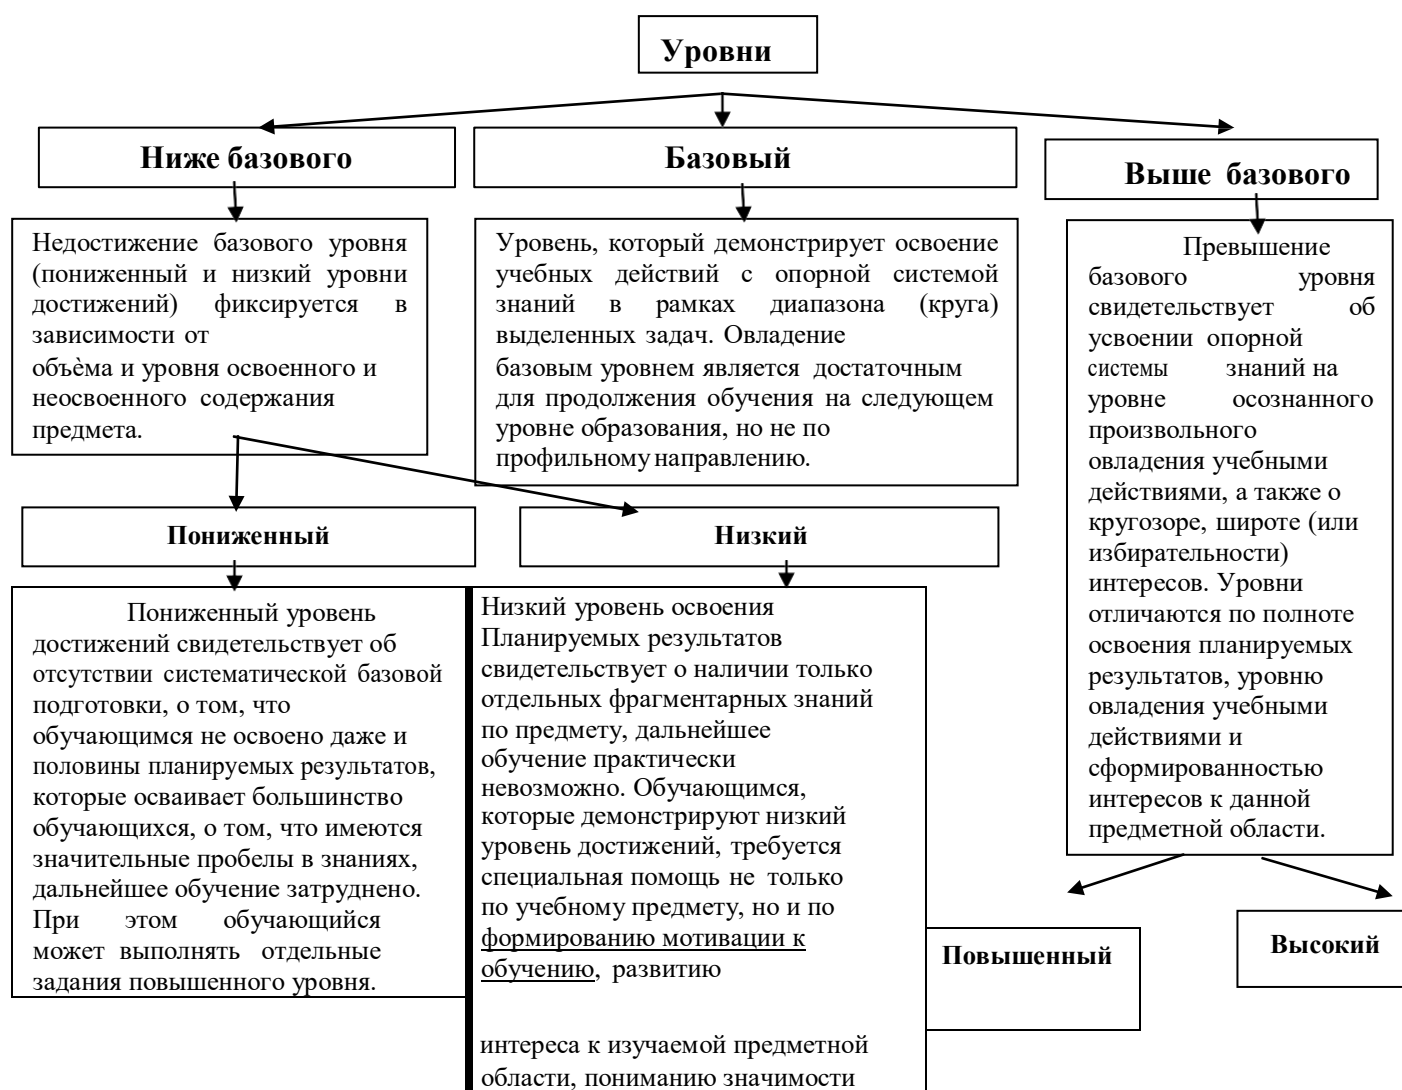 Уровни
Ниже базового
Базовый
Выше базового
Недостижение базового уровня
(пониженный и низкий уровни
достижений) фиксируется в
зависимости от
объѐма и уровня освоенного и
неосвоенного содержания
предмета.
Уровень, который демонстрирует освоение
учебных действий с опорной системой
знаний в рамках диапазона (круга)
выделенных задач. Овладение
базовым уровнем является достаточным
для продолжения обучения на следующем
уровне образования, но не по
профильному направлению.
Превышение
базового уровня
свидетельствует об
усвоении опорной
системы знаний на
уровне осознанного
произвольного
овладения учебными
действиями, а также о
кругозоре, широте (или
избирательности)
интересов. Уровни
отличаются по полноте
освоения планируемых
результатов, уровню
овладения учебными
действиями и
сформированностью
интересов к данной
предметной области.
Пониженный
Низкий
Пониженный уровень
достижений свидетельствует об
отсутствии систематической базовой
подготовки, о том, что
обучающимся не освоено даже и
половины планируемых результатов,
которые осваивает большинство
обучающихся, о том, что имеются
значительные пробелы в знаниях,
дальнейшее обучение затруднено.
При этом обучающийся
может выполнять отдельные
задания повышенного уровня.
Низкий уровень освоения
Планируемых результатов
свидетельствует о наличии только
отдельных фрагментарных знаний
по предмету, дальнейшее
обучение практически
невозможно. Обучающимся,
которые демонстрируют низкий
уровень достижений, требуется
специальная помощь не только
по учебному предмету, но и по
формированию мотивации к
обучению, развитию
интереса к изучаемой предметной
области, пониманию значимости
Повышенный
Высокий